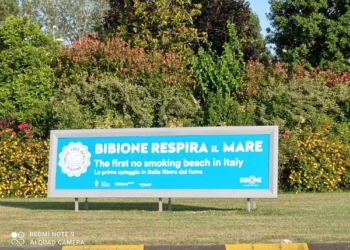 BIBIONE RESPIRA IL MARE
The first no smoking beach in Italy
La prima spiaggia in Italia libera dal fumo
BIBIONE
REDMI NOTE 9
AI QUAD CAMERA